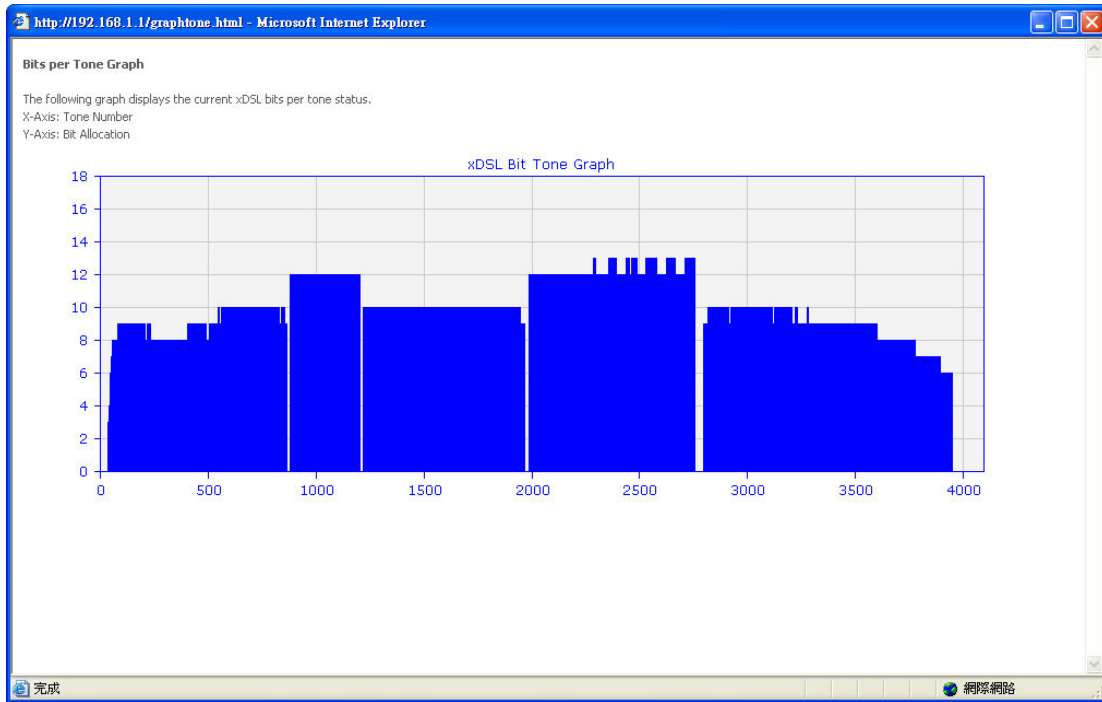 http://192.168.1.1/graphtone.html - Microsoft Internet Explorer
Bits per Tone Graph
The following graph displays the current xDSL bits per tone status.
X-Axis: Tone Number
Y-Axis: Bit Allocation
xDSL Bit Tone Graph
18
16
14
12
10
8
6
4
2
0
0 500 1000 1500 2000 2500 3000 3500 4000
完成 網際網路